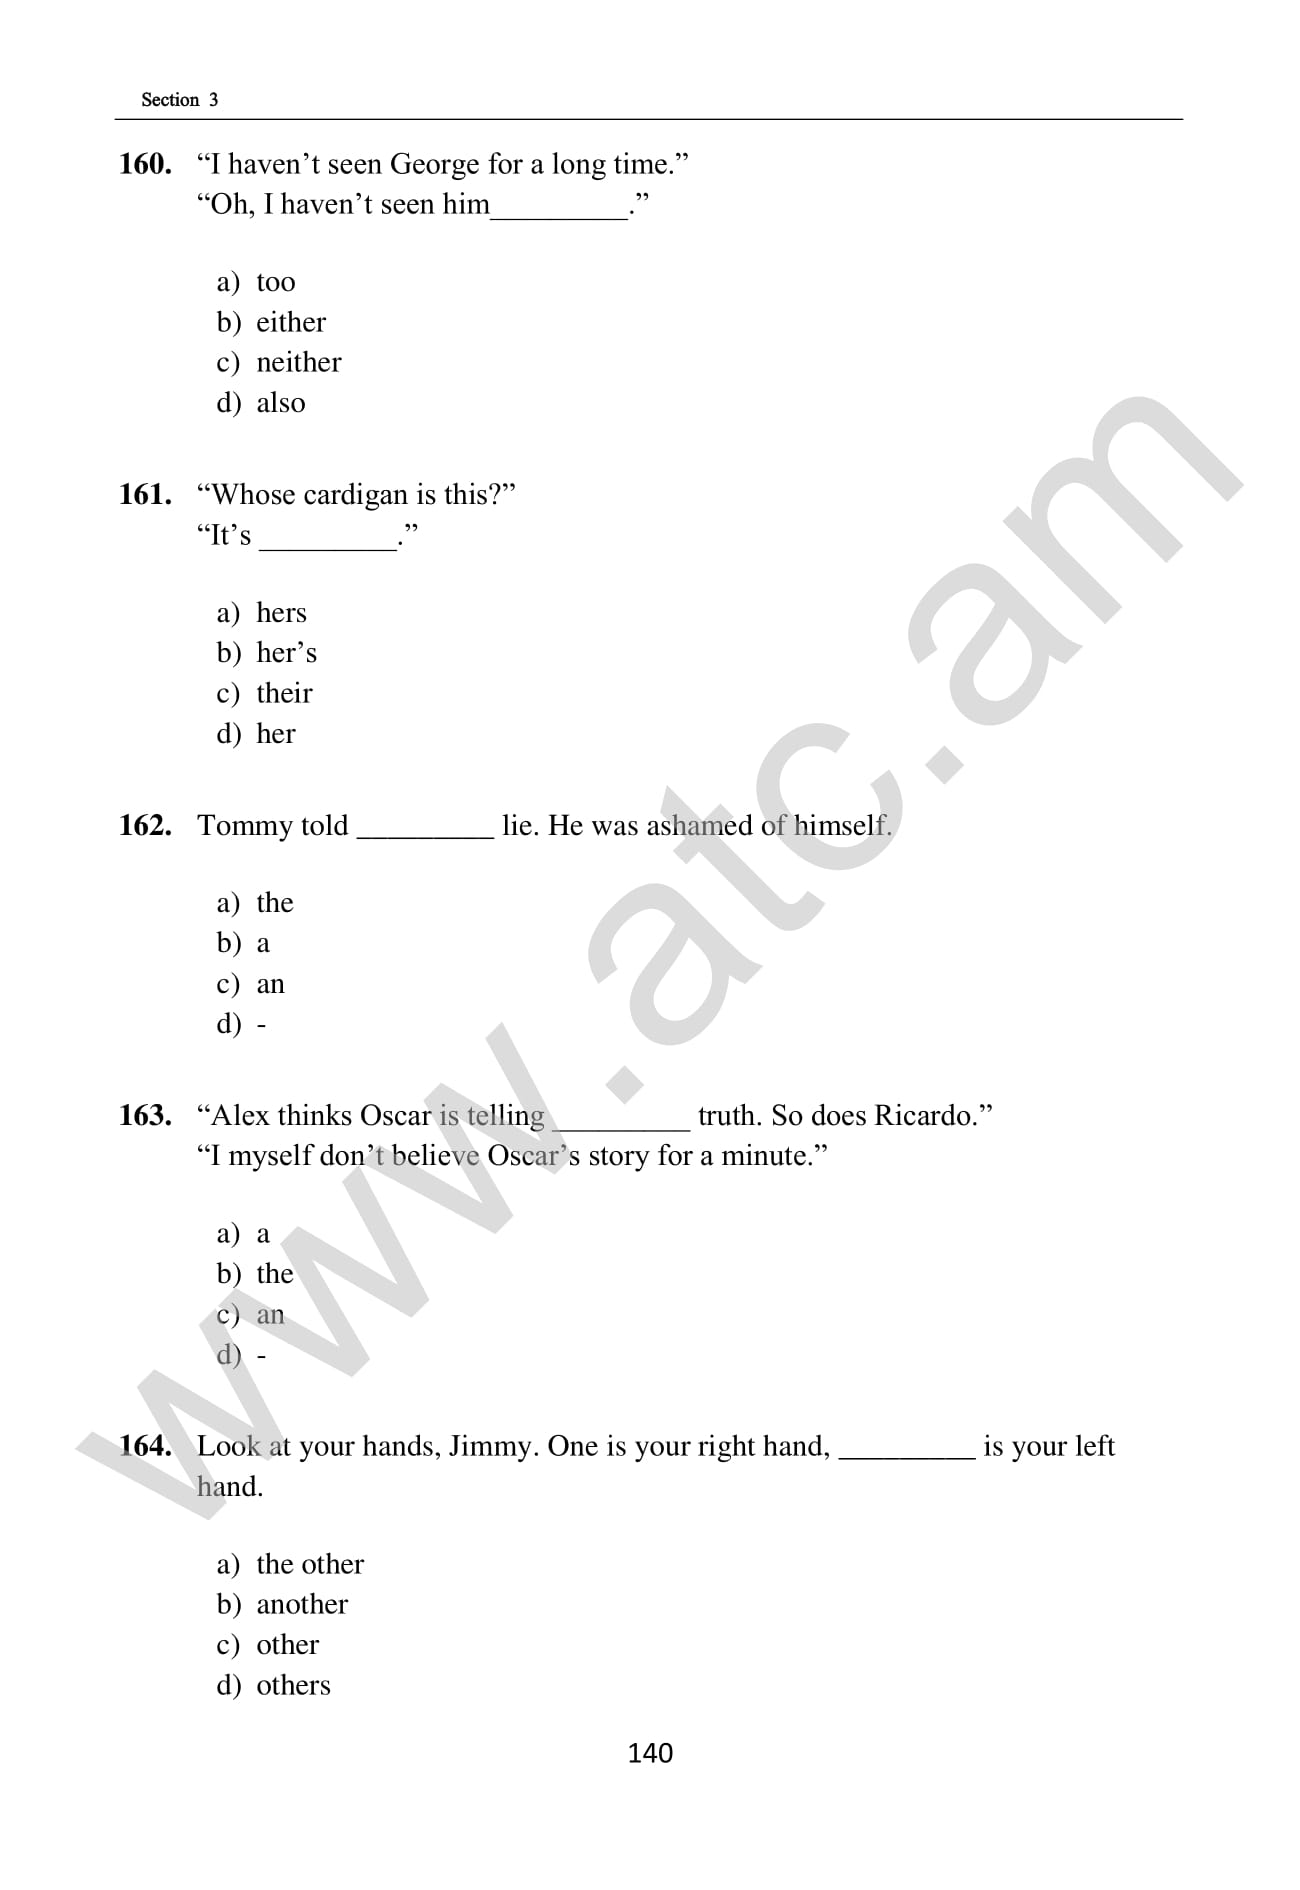 Section 3
160. “I haven’t seen George for a long time.”
“Oh, I haven’t seen him_________.”
a) too
b) either
c) neither
d) also
161. “Whose cardigan is this?”
“It’s _________.”
a) hers
b) her’s
c) their
d) her
162. Tommy told _________ lie. He was ashamed of himself.
a) the
b) a
c) an
d) -
163. “Alex thinks Oscar is telling _________ truth. So does Ricardo.”
“I myself don’t believe Oscar’s story for a minute.”
a) a
b) the
c) an
d) -
164. Look at your hands, Jimmy. One is your right hand, _________ is your left
hand.
a) the other
b) another
c) other
d) others
140
www.atc.am